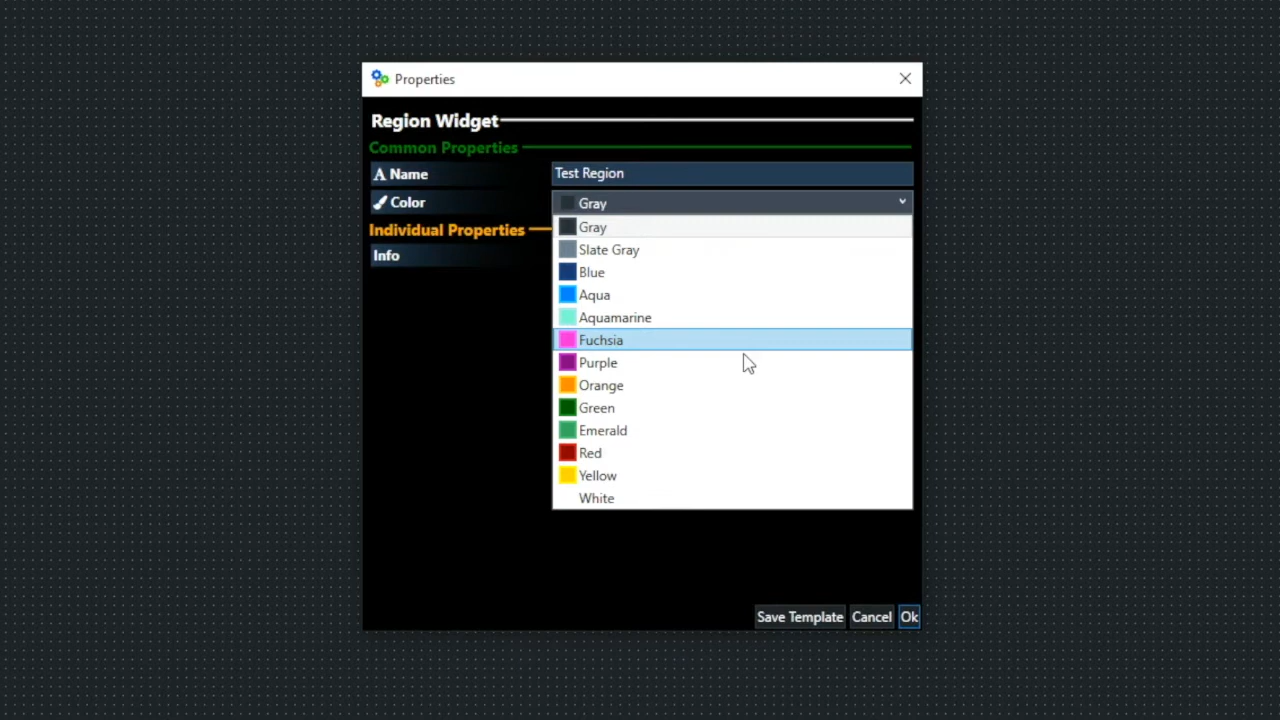 Properties
Region Widget
Common Properties
Name
Test Region
Color
Gray
Individual Properties
Info
Gray
Slate Gray
Blue
Aqua
Aquamarine
Fuchsia
Purple
Orange
Green
Emerald
Red
Yellow
White
Save Template
Cancel
Ok